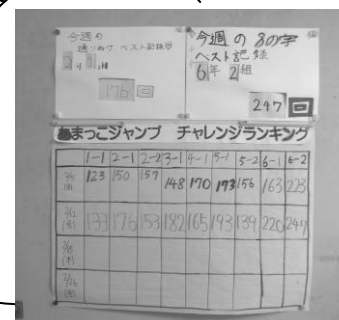 今週の
通りぬけ ベスト記録
2年1組
176 回
今週の 8の字
ベスト記録
6年 2組
247 回
あまっこジャンプ チャレンジランキング
1-1 2-1 2-2 3-1 4-1 5-1 5-2 6-1 6-2
123 150 157 148 170 173 156 163 223
133 176 153 182 165 193 139 220 247